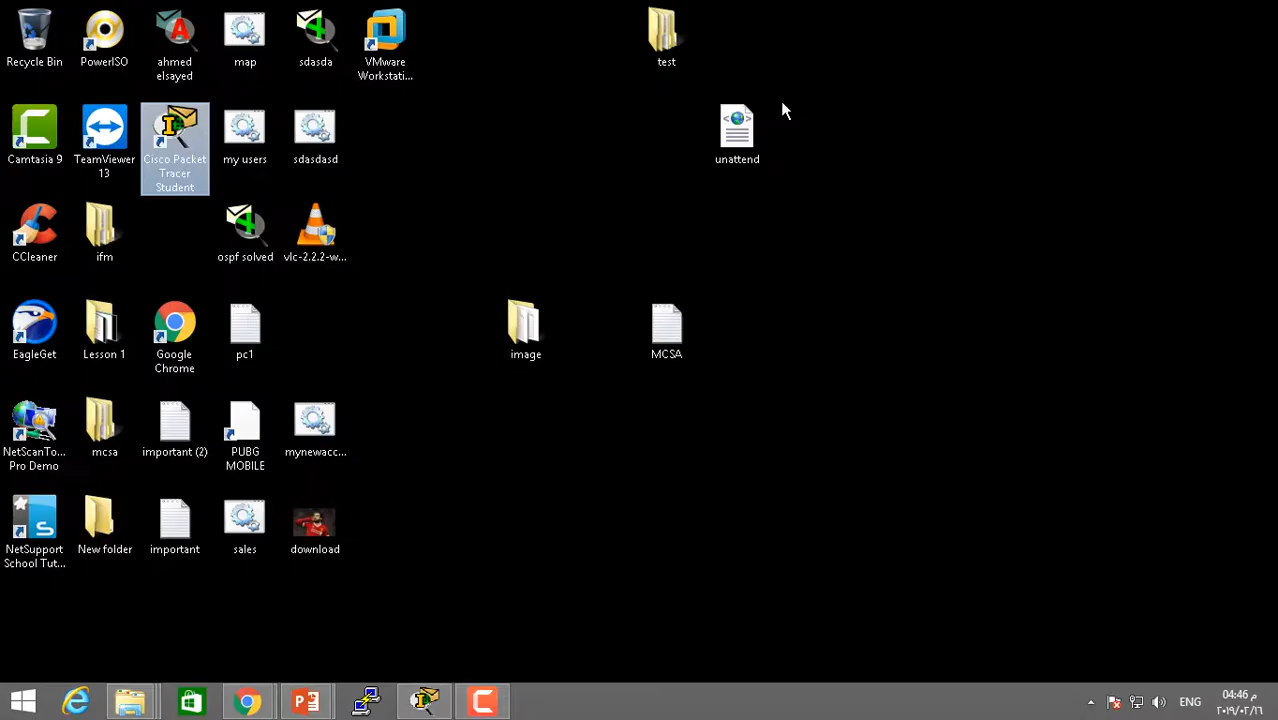 Recycle Bin
PowerISO
ahmed
elsayed
map
sdasda
VMware
Workstati...
test
Camtasia 9
TeamViewer
13
Cisco Packet
Tracer
Student
my users
sdasdasd
unattend
CCleaner
ifm
ospf solved
vlc-2.2.2-w...
EagleGet
Lesson 1
Google
Chrome
pc1
image
MCSA
NetScanTo...
Pro Demo
mcsa
important (2)
PUBG
MOBILE
mynewacc...
NetSupport
School Tut...
New folder
important
sales
download
ENG
04:46 م
٢٠١٩/٠٢/١٦